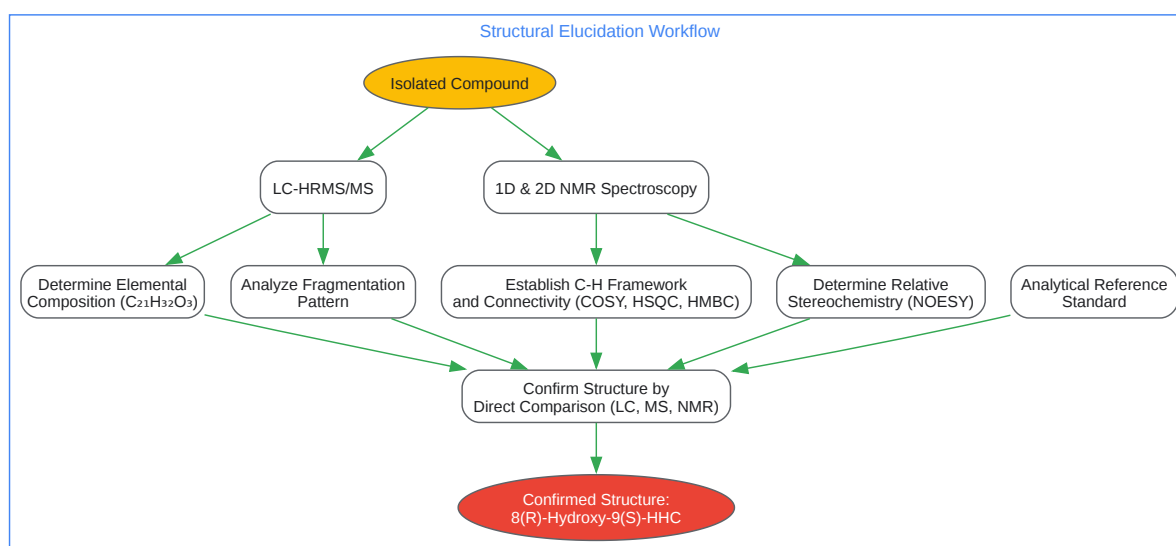 Structural Elucidation Workflow
Isolated Compound
LC-HRMS/MS
1D & 2D NMR Spectroscopy
Determine Elemental
Composition (C₂₁H₃₂O₃)
Analyze Fragmentation
Pattern
Establish C-H Framework
and Connectivity (COSY, HSQC, HMBC)
Determine Relative
Stereochemistry (NOESY)
Analytical Reference
Standard
Confirm Structure by
Direct Comparison (LC, MS, NMR)
Confirmed Structure:
8(R)-Hydroxy-9(S)-HHC